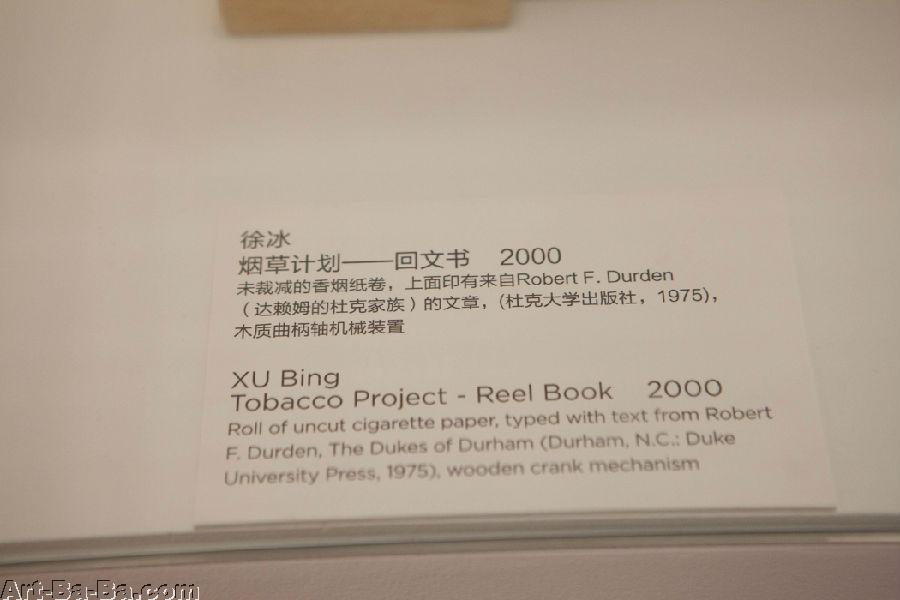 徐冰
烟草计划——回文书 2000
未裁减的香烟纸卷，上面印有来自Robert F. Durden
（达赖姆的杜克家族）的文章，(杜克大学出版社，1975)，
木质曲柄轴机械装置
XU Bing
Tobacco Project - Reel Book 2000
Roll of uncut cigarette paper, typed with text from Robert
F. Durden, The Dukes of Durham (Durham, N.C.: Duke
University Press, 1975), wooden crank mechanism
Art-Ba-Ba.com